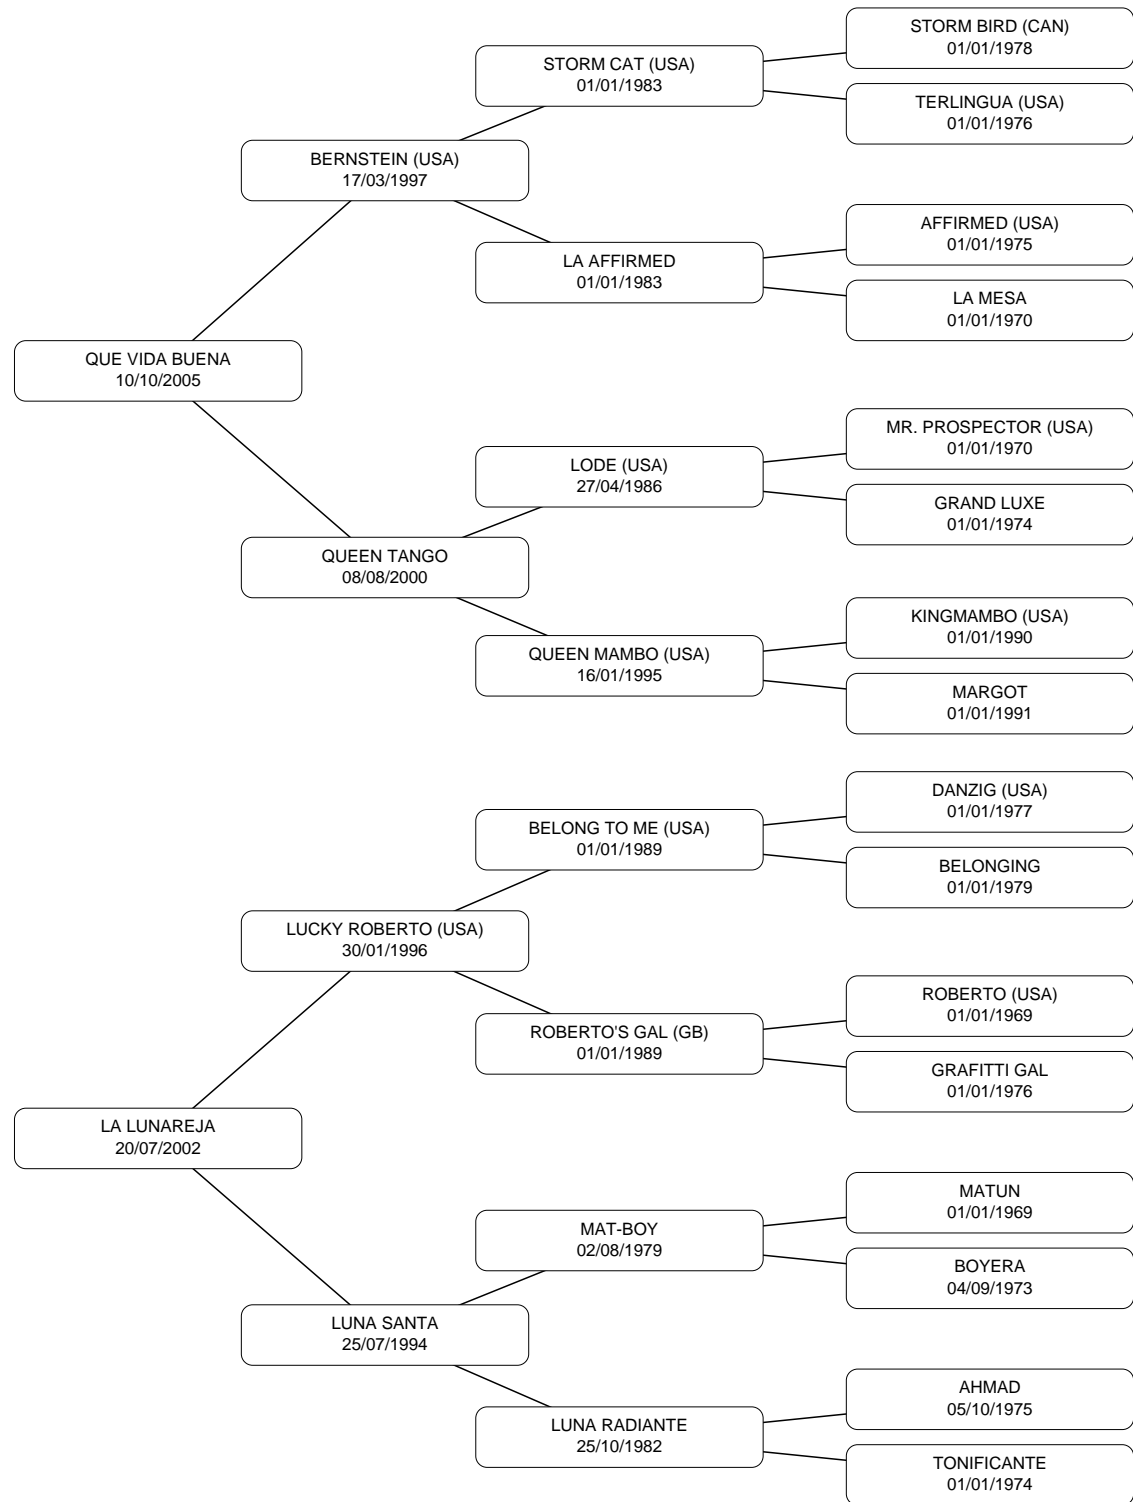 STORM BIRD (CAN)
01/01/1978
STORM CAT (USA)
01/01/1983
TERLINGUA (USA)
01/01/1976
BERNSTEIN (USA)
17/03/1997
AFFIRMED (USA)
01/01/1975
LA AFFIRMED
01/01/1983
LA MESA
01/01/1970
QUE VIDA BUENA
10/10/2005
MR. PROSPECTOR (USA)
01/01/1970
LODE (USA)
27/04/1986
GRAND LUXE
01/01/1974
QUEEN TANGO
08/08/2000
KINGMAMBO (USA)
01/01/1990
QUEEN MAMBO (USA)
16/01/1995
MARGOT
01/01/1991
DANZIG (USA)
01/01/1977
BELONG TO ME (USA)
01/01/1989
BELONGING
01/01/1979
LUCKY ROBERTO (USA)
30/01/1996
ROBERTO (USA)
01/01/1969
ROBERTO'S GAL (GB)
01/01/1989
GRAFITTI GAL
01/01/1976
LA LUNAREJA
20/07/2002
MATUN
01/01/1969
MAT-BOY
02/08/1979
BOYERA
04/09/1973
LUNA SANTA
25/07/1994
AHMAD
05/10/1975
LUNA RADIANTE
25/10/1982
TONIFICANTE
01/01/1974